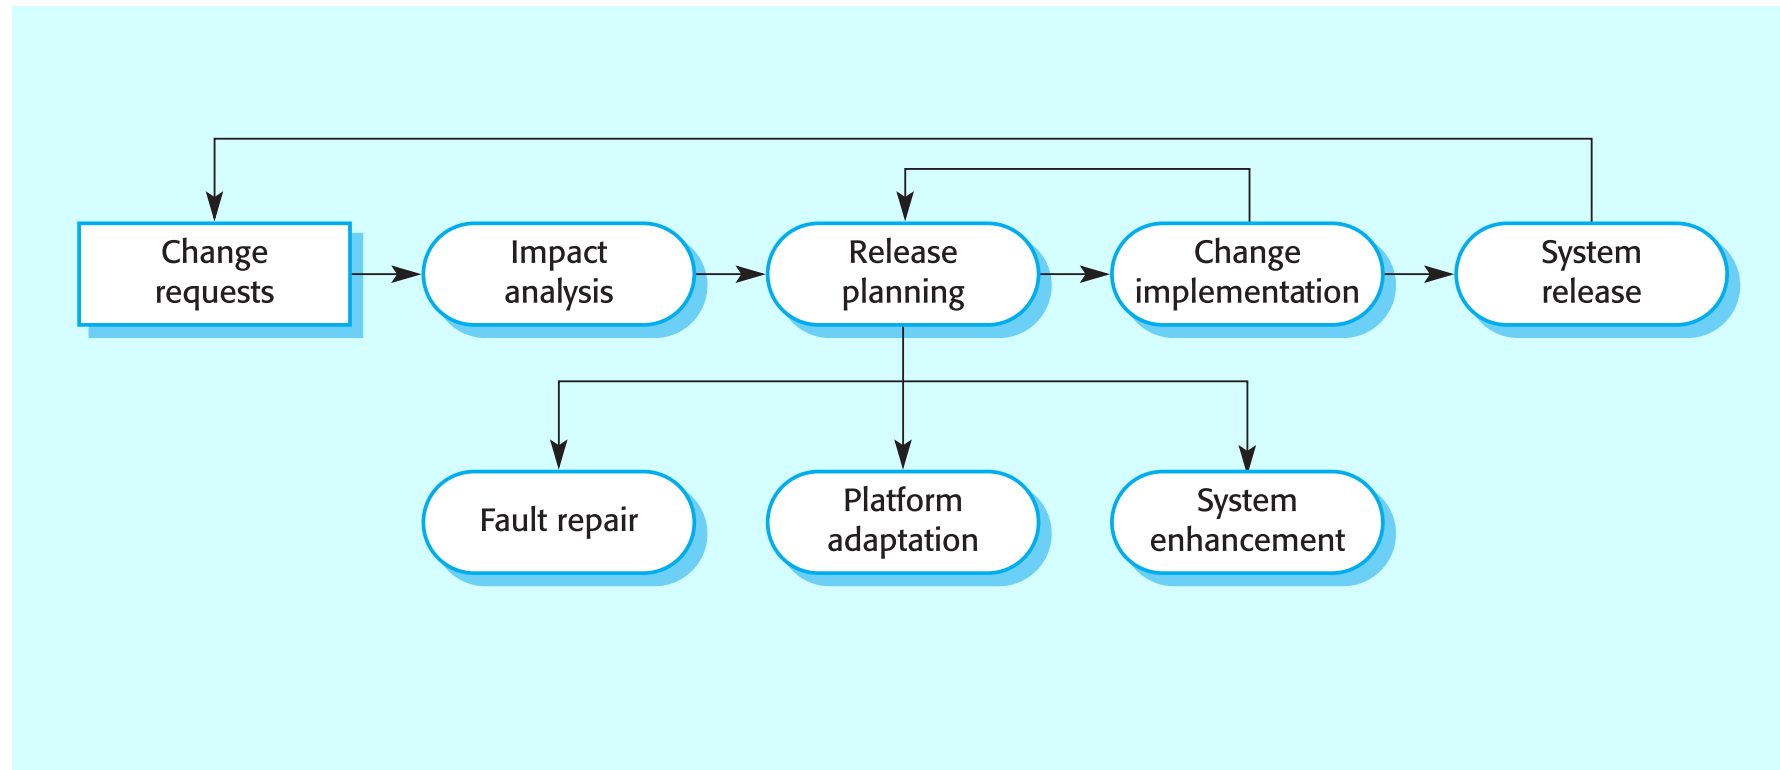 Change
requests
Impact
analysis
Release
planning
Change
implementation
System
release
Fault repair
Platform
adaptation
System
enhancement